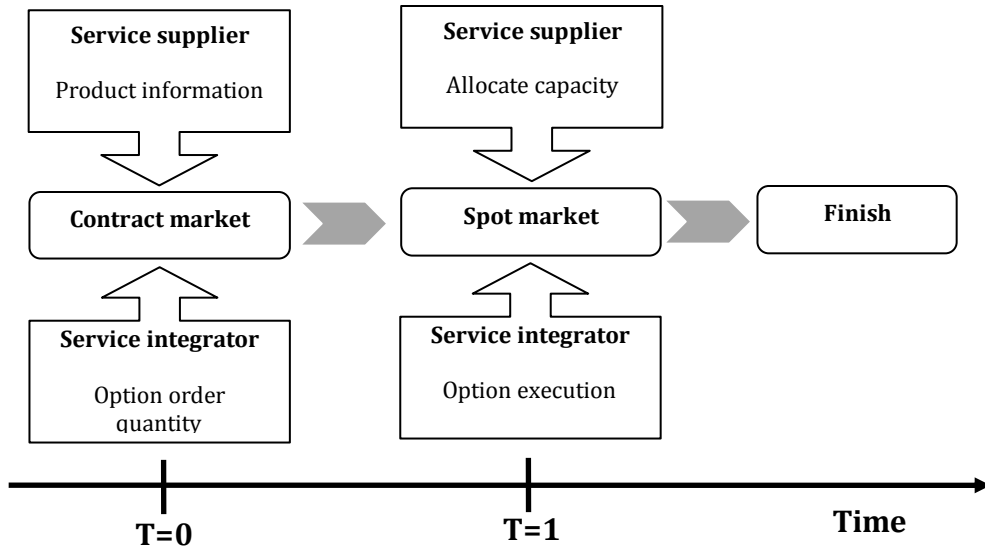 Service supplier
Product information
Service supplier
Allocate capacity
Contract market
Spot market
Finish
Service integrator
Option order
quantity
Service integrator
Option execution
T=0
T=1
Time